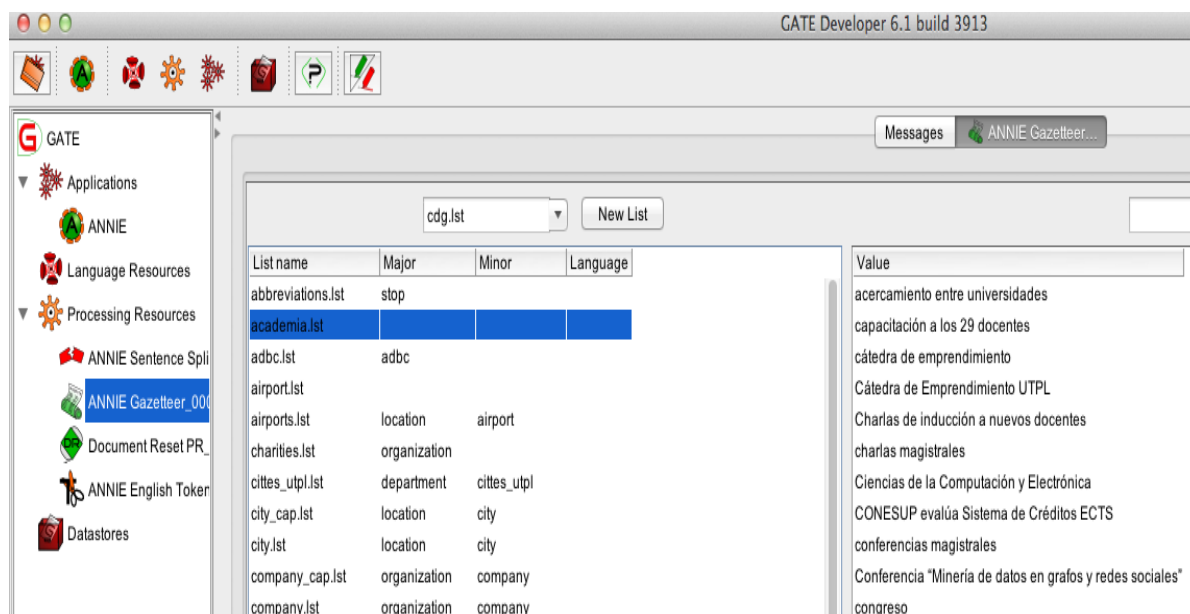 GATE Developer 6.1 build 3913
GATE
Applications
ANNIE
Language Resources
Processing Resources
ANNIE Sentence Spli
ANNIE Gazetteer_000
Document Reset PR_
ANNIE English Token
Datastores
Messages
ANNIE Gazetteer...
cdg.lst
New List
List name Major Minor Language
abbreviations.lst stop
academia.lst
adbc.lst adbc
airport.lst
airports.lst location airport
charities.lst organization
cittes_utpl.lst department cittes_utpl
city_cap.lst location city
city.lst location city
company_cap.lst organization company
company.lst organization company
Value
acercamiento entre universidades
capacitación a los 29 docentes
cátedra de emprendimiento
Cátedra de Emprendimiento UTPL
Charlas de inducción a nuevos docentes
charlas magistrales
Ciencias de la Computación y Electrónica
CONESUP evalúa Sistema de Créditos ECTS
conferencias magistrales
Conferencia “Minería de datos en grafos y redes sociales”
congreso